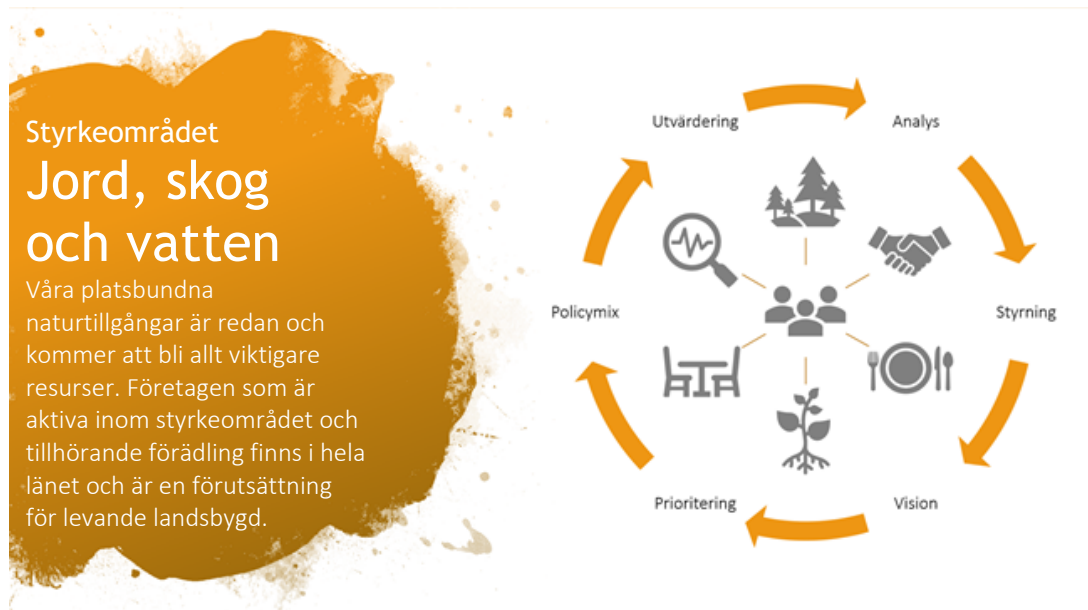 Styrkeområdet
Jord, skog
och vatten
Våra platsbundna
naturtillgångar är redan och
kommer att bli allt viktigare
resurser. Företagen som är
aktiva inom styrkeområdet och
tillhörande förädling finns i hela
länet och är en förutsättning
för levande landsbygd.
Utvärdering
Analys
Policymix
Styrning
Prioritering
Vision